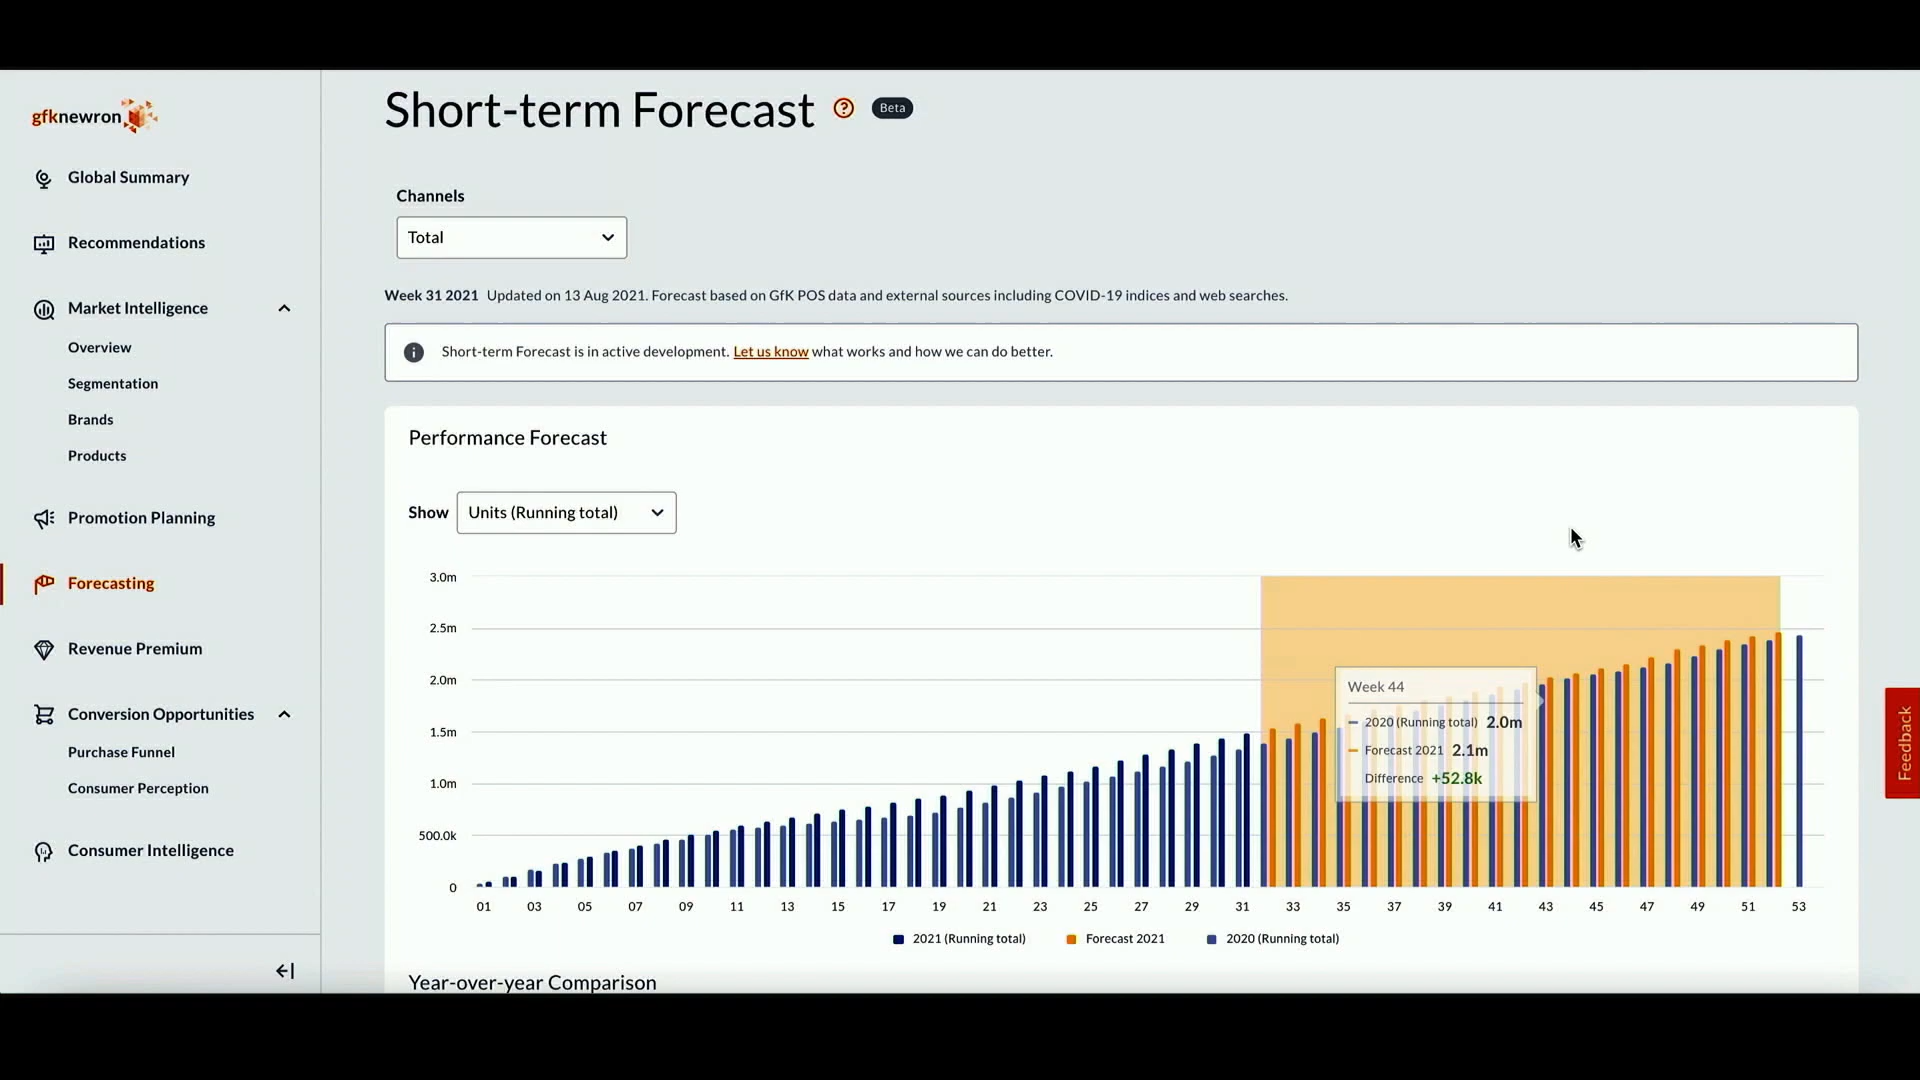 gfknewron
Global Summary
Recommendations
Market Intelligence
Overview
Segmentation
Brands
Products
Promotion Planning
Forecasting
Revenue Premium
Conversion Opportunities
Purchase Funnel
Consumer Perception
Consumer Intelligence
Short-term Forecast ? Beta
Channels
Total
Week 31 2021 Updated on 13 Aug 2021. Forecast based on GfK POS data and external sources including COVID-19 indices and web searches.
i Short-term Forecast is in active development. Let us know what works and how we can do better.
Performance Forecast
Show Units (Running total)
3.0m
2.5m
2.0m
1.5m
1.0m
500.0k
0
Week 44
2020 (Running total) 2.0m
Forecast 2021 2.1m
Difference +52.8k
01 03 05 07 09 11 13 15 17 19 21 23 25 27 29 31 33 35 37 39 41 43 45 47 49 51 53
2021 (Running total) Forecast 2021 2020 (Running total)
Year-over-year Comparison
Feedback